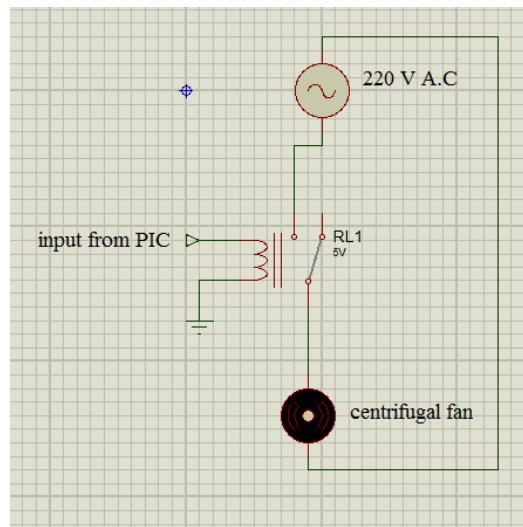 220 V A.C
input from PIC
RL1
5V
centrifugal fan